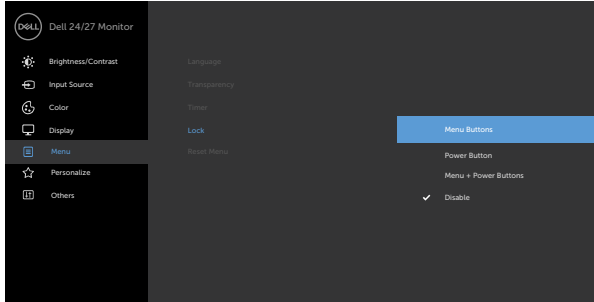 DELL Dell 24/27 Monitor
Brightness/Contrast
Input Source
Color
Display
Menu
Personalize
Others
Language
Transparency
Timer
Lock
Reset Menu
Menu Buttons
Power Button
Menu + Power Buttons
Disable